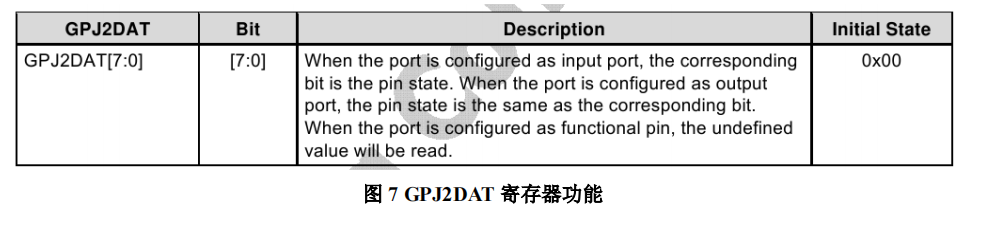 GPJ2DAT Bit Description Initial State
GPJ2DAT[7:0] [7:0] When the port is configured as input port, the corresponding 0x00
bit is the pin state. When the port is configured as output
port, the pin state is the same as the corresponding bit.
When the port is configured as functional pin, the undefined
value will be read.
图 7 GPJ2DAT 寄存器功能